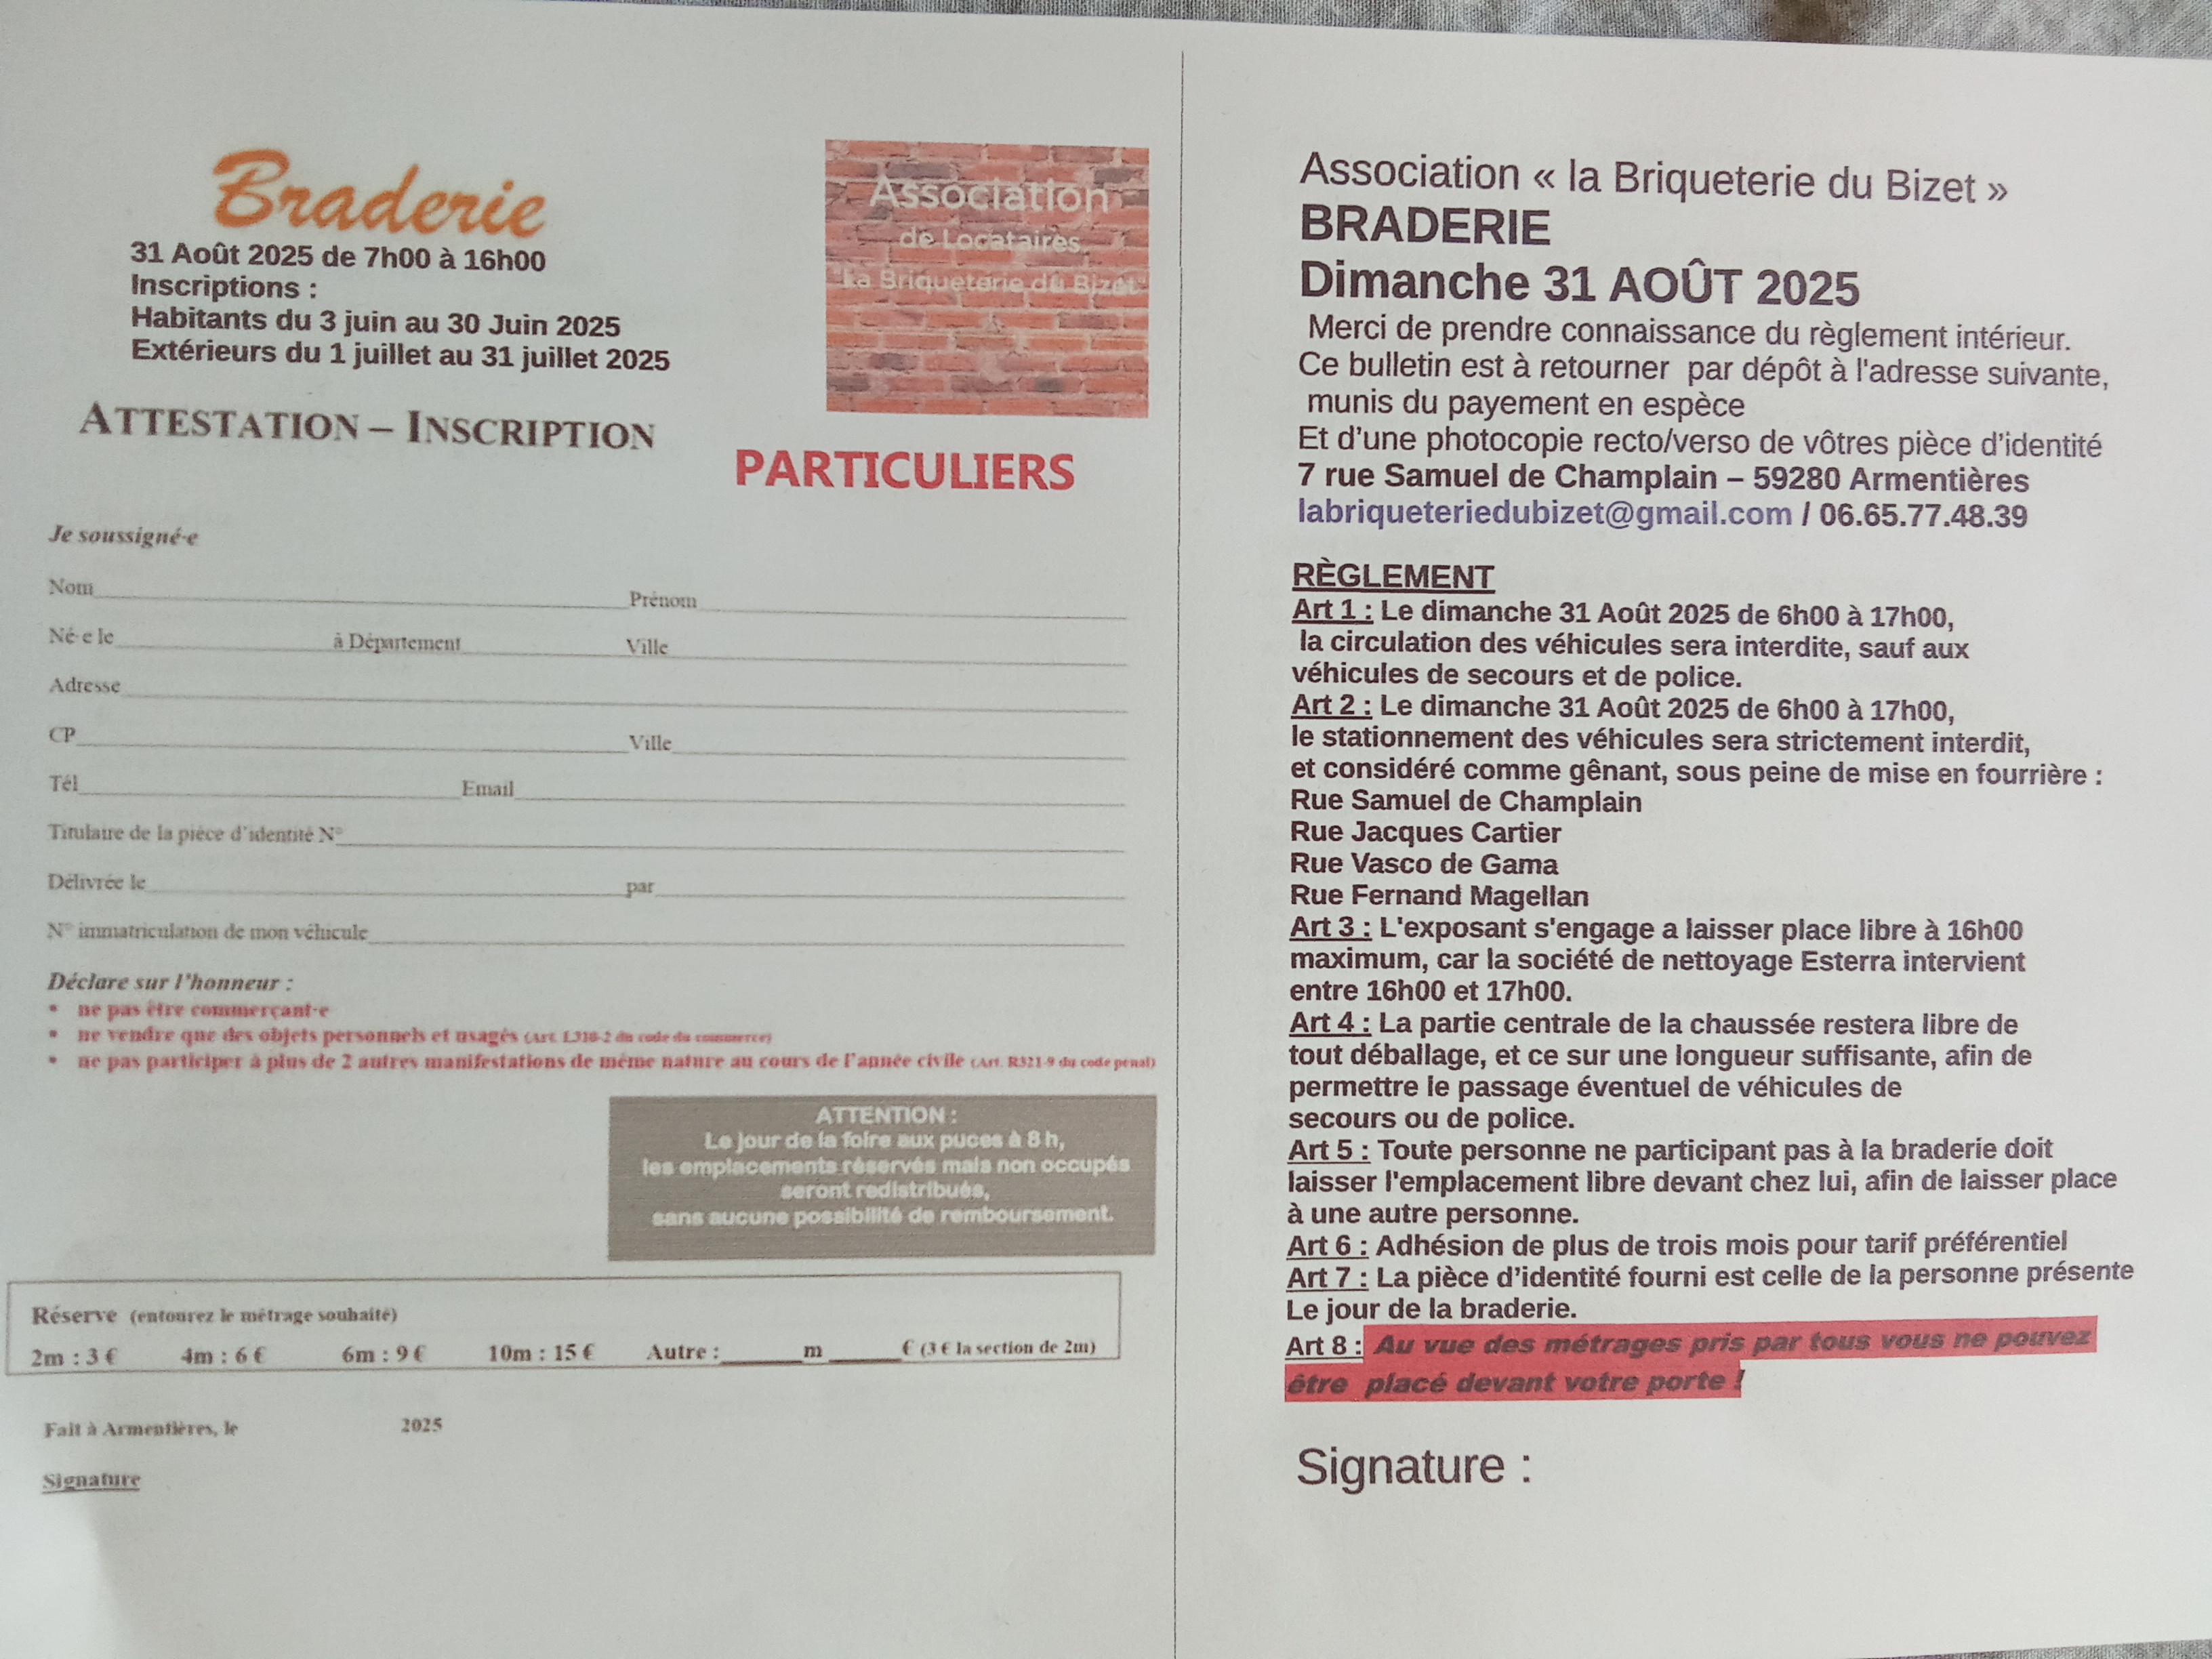 Braderie
31 Août 2025 de 7h00 à 16h00
Inscriptions :
Habitants du 3 juin au 30 Juin 2025
Extérieurs du 1 juillet au 31 juillet 2025
Association
de Locataires
"La Briqueterie du Bizet"
ATTESTATION – INSCRIPTION
PARTICULIERS
Je soussigné·e
Nom Prénom
Né·e le à Département Ville
Adresse
CP Ville
Tél Email
Titulaire de la pièce d'identité N°
Délivrée le par
N° immatriculation de mon véhicule
Déclare sur l'honneur :
• ne pas être commerçant·e
• ne vendre que des objets personnels et usagés (Art. L310-2 du code du commerce)
• ne pas participer à plus de 2 autres manifestations de même nature au cours de l'année civile (Art. R321-9 du code penal)
ATTENTION :
Le jour de la foire aux puces à 8 h,
les emplacements réservés mais non occupés
seront redistribués,
sans aucune possibilité de remboursement.
Réserve (entourez le métrage souhaité)
2m : 3 € 4m : 6 € 6m : 9 € 10m : 15 € Autre : ______m ______€ (3 € la section de 2m)
Fait à Armentières, le 2025
Signature
Association « la Briqueterie du Bizet »
BRADERIE
Dimanche 31 AOÛT 2025
Merci de prendre connaissance du règlement intérieur.
Ce bulletin est à retourner par dépôt à l'adresse suivante,
munis du payement en espèce
Et d'une photocopie recto/verso de vôtres pièce d'identité
7 rue Samuel de Champlain – 59280 Armentières
labriqueteriedubizet@gmail.com / 06.65.77.48.39
RÈGLEMENT
Art 1 : Le dimanche 31 Août 2025 de 6h00 à 17h00,
la circulation des véhicules sera interdite, sauf aux
véhicules de secours et de police.
Art 2 : Le dimanche 31 Août 2025 de 6h00 à 17h00,
le stationnement des véhicules sera strictement interdit,
et considéré comme gênant, sous peine de mise en fourrière :
Rue Samuel de Champlain
Rue Jacques Cartier
Rue Vasco de Gama
Rue Fernand Magellan
Art 3 : L'exposant s'engage a laisser place libre à 16h00
maximum, car la société de nettoyage Esterra intervient
entre 16h00 et 17h00.
Art 4 : La partie centrale de la chaussée restera libre de
tout déballage, et ce sur une longueur suffisante, afin de
permettre le passage éventuel de véhicules de
secours ou de police.
Art 5 : Toute personne ne participant pas à la braderie doit
laisser l'emplacement libre devant chez lui, afin de laisser place
à une autre personne.
Art 6 : Adhésion de plus de trois mois pour tarif préférentiel
Art 7 : La pièce d'identité fourni est celle de la personne présente
Le jour de la braderie.
Art 8 : Au vue des métrages pris par tous vous ne pouvez
être placé devant votre porte !
Signature :